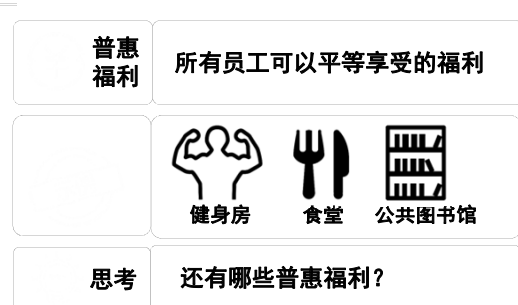 普惠
福利
所有员工可以平等享受的福利
健身房
食堂
公共图书馆
思考
还有哪些普惠福利？